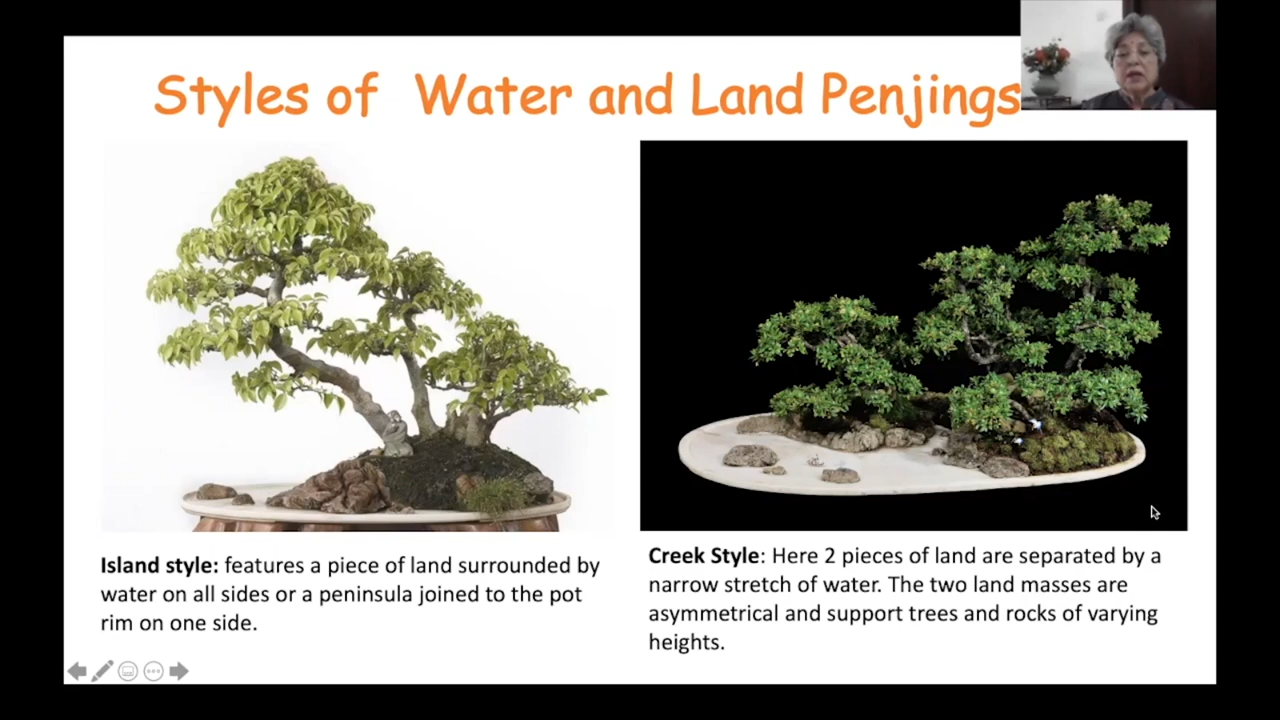 Styles of Water and Land Penjings
Island style: features a piece of land surrounded by
water on all sides or a peninsula joined to the pot
rim on one side.
Creek Style: Here 2 pieces of land are separated by a
narrow stretch of water. The two land masses are
asymmetrical and support trees and rocks of varying
heights.